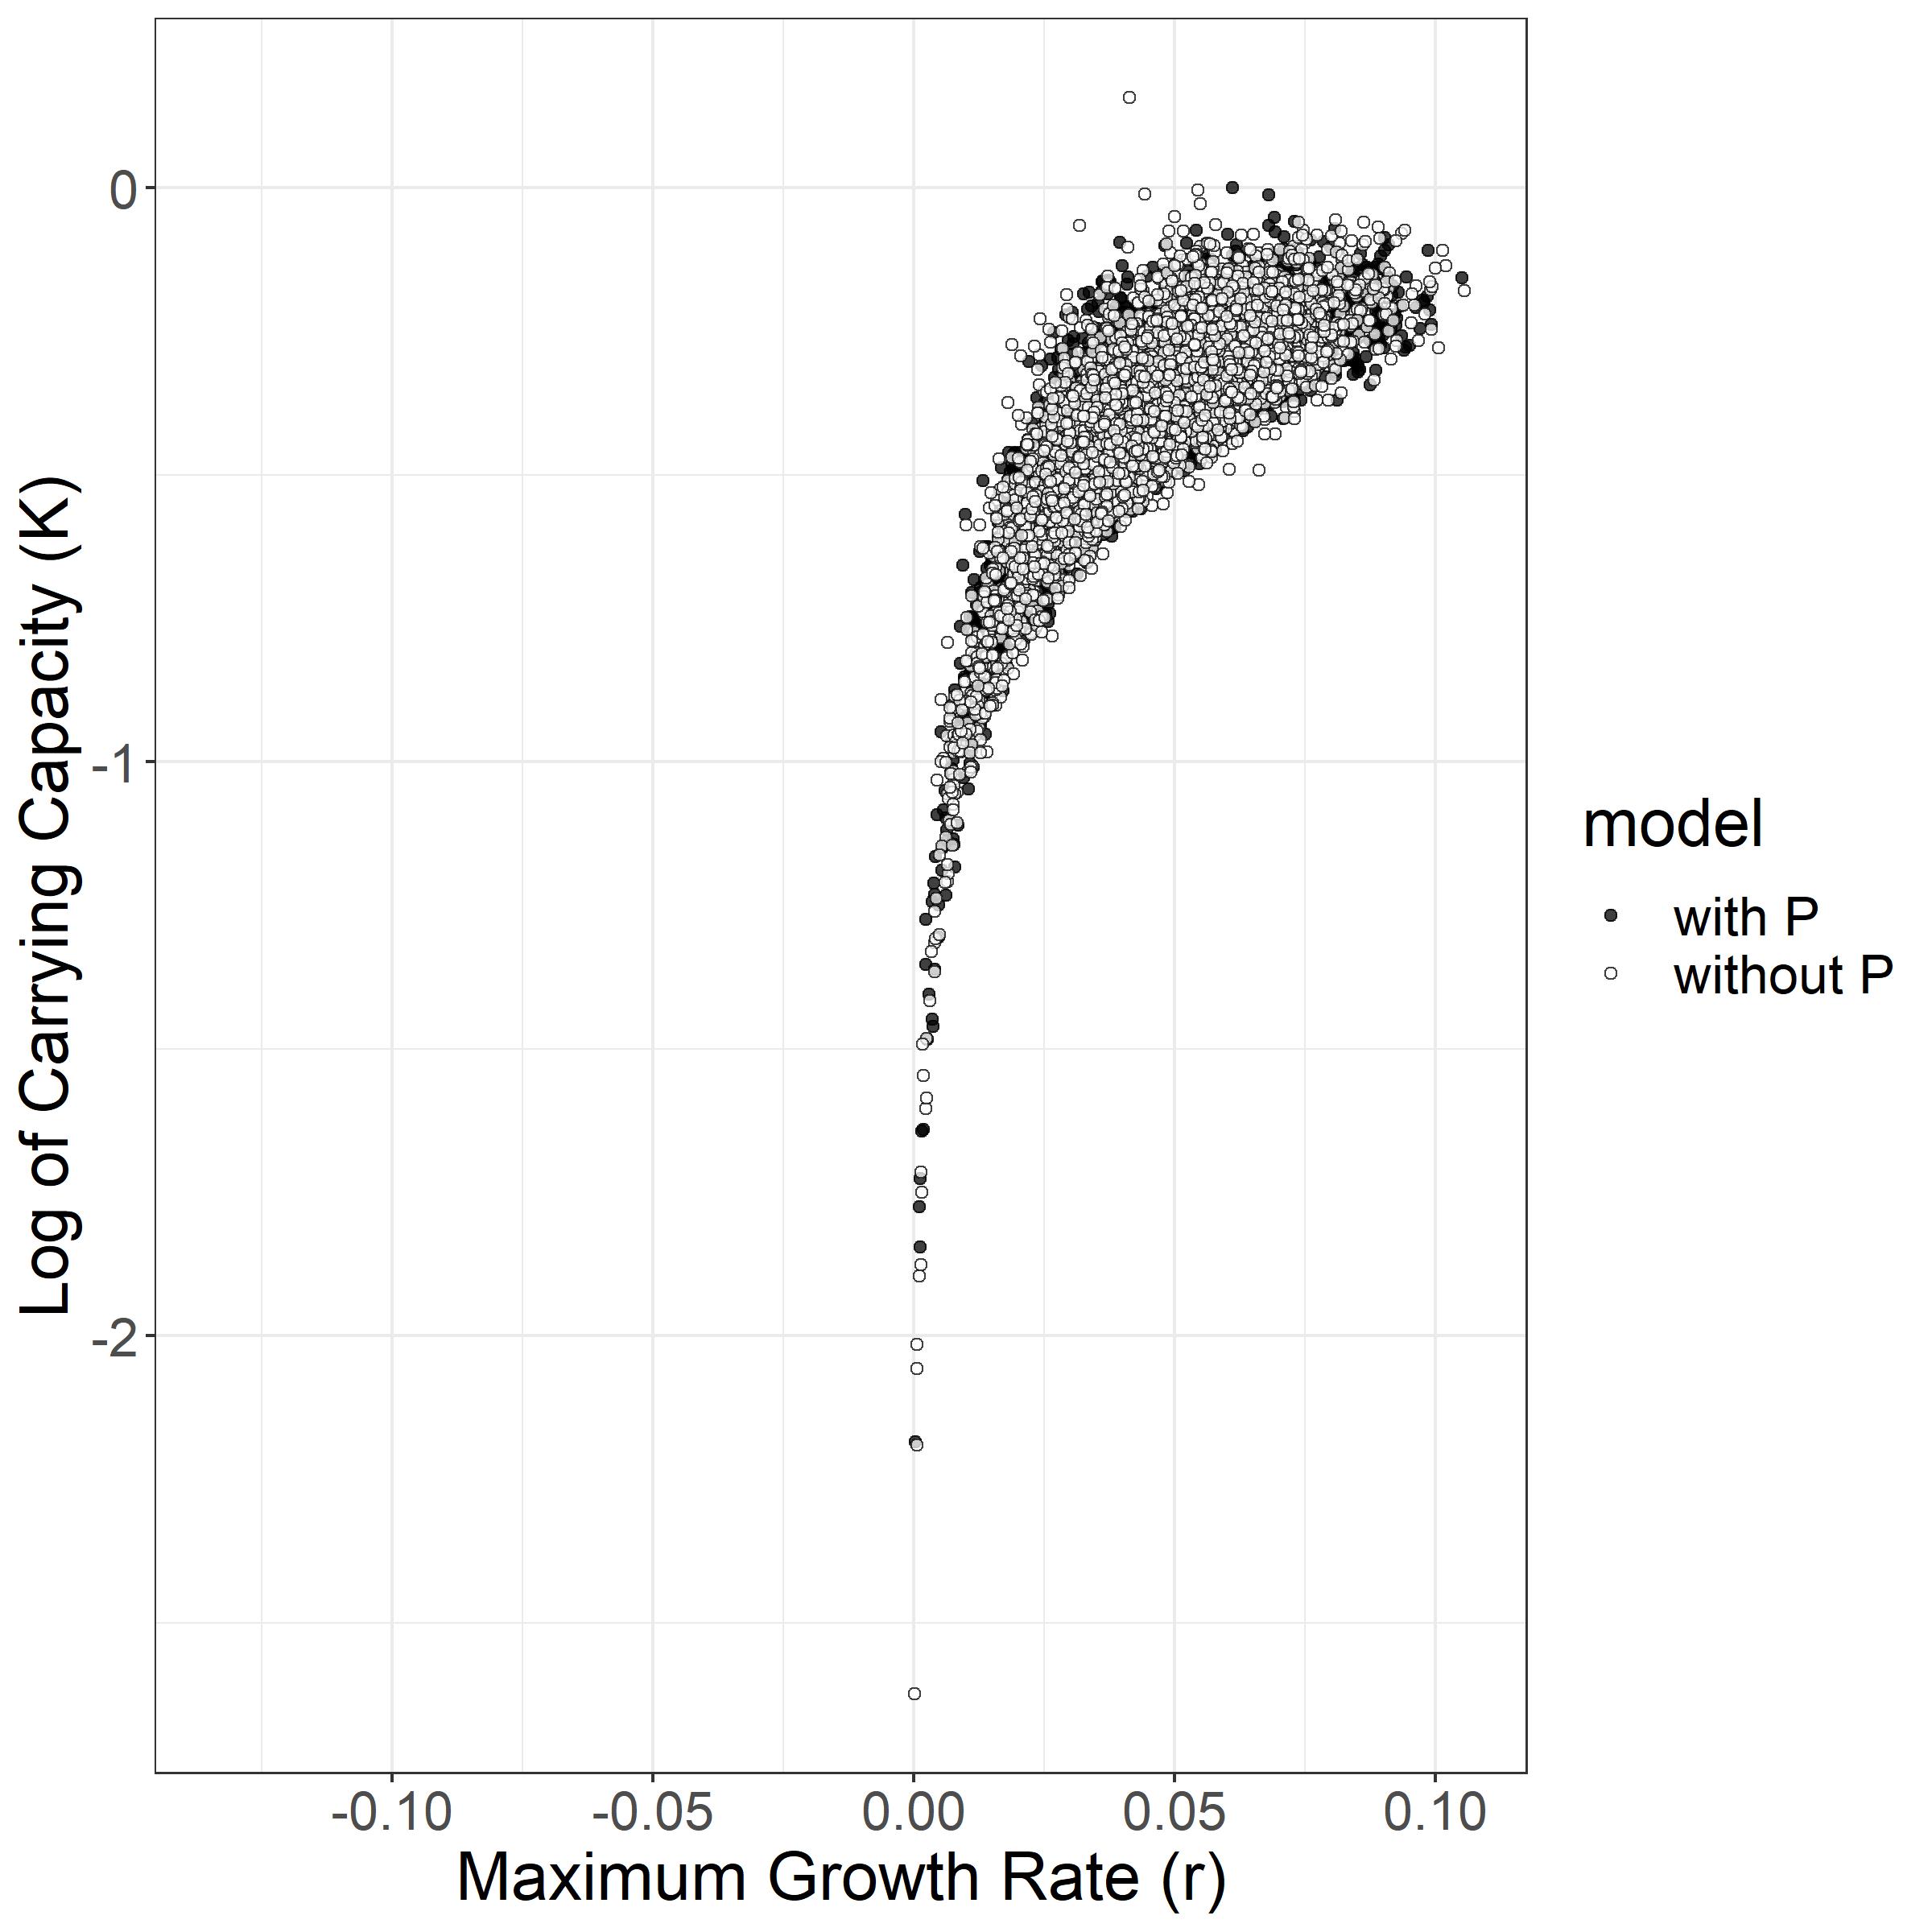 0
-1
-2
Log of Carrying Capacity (K)
-0.10
-0.05
0.00
0.05
0.10
Maximum Growth Rate (r)
model
with P
without P